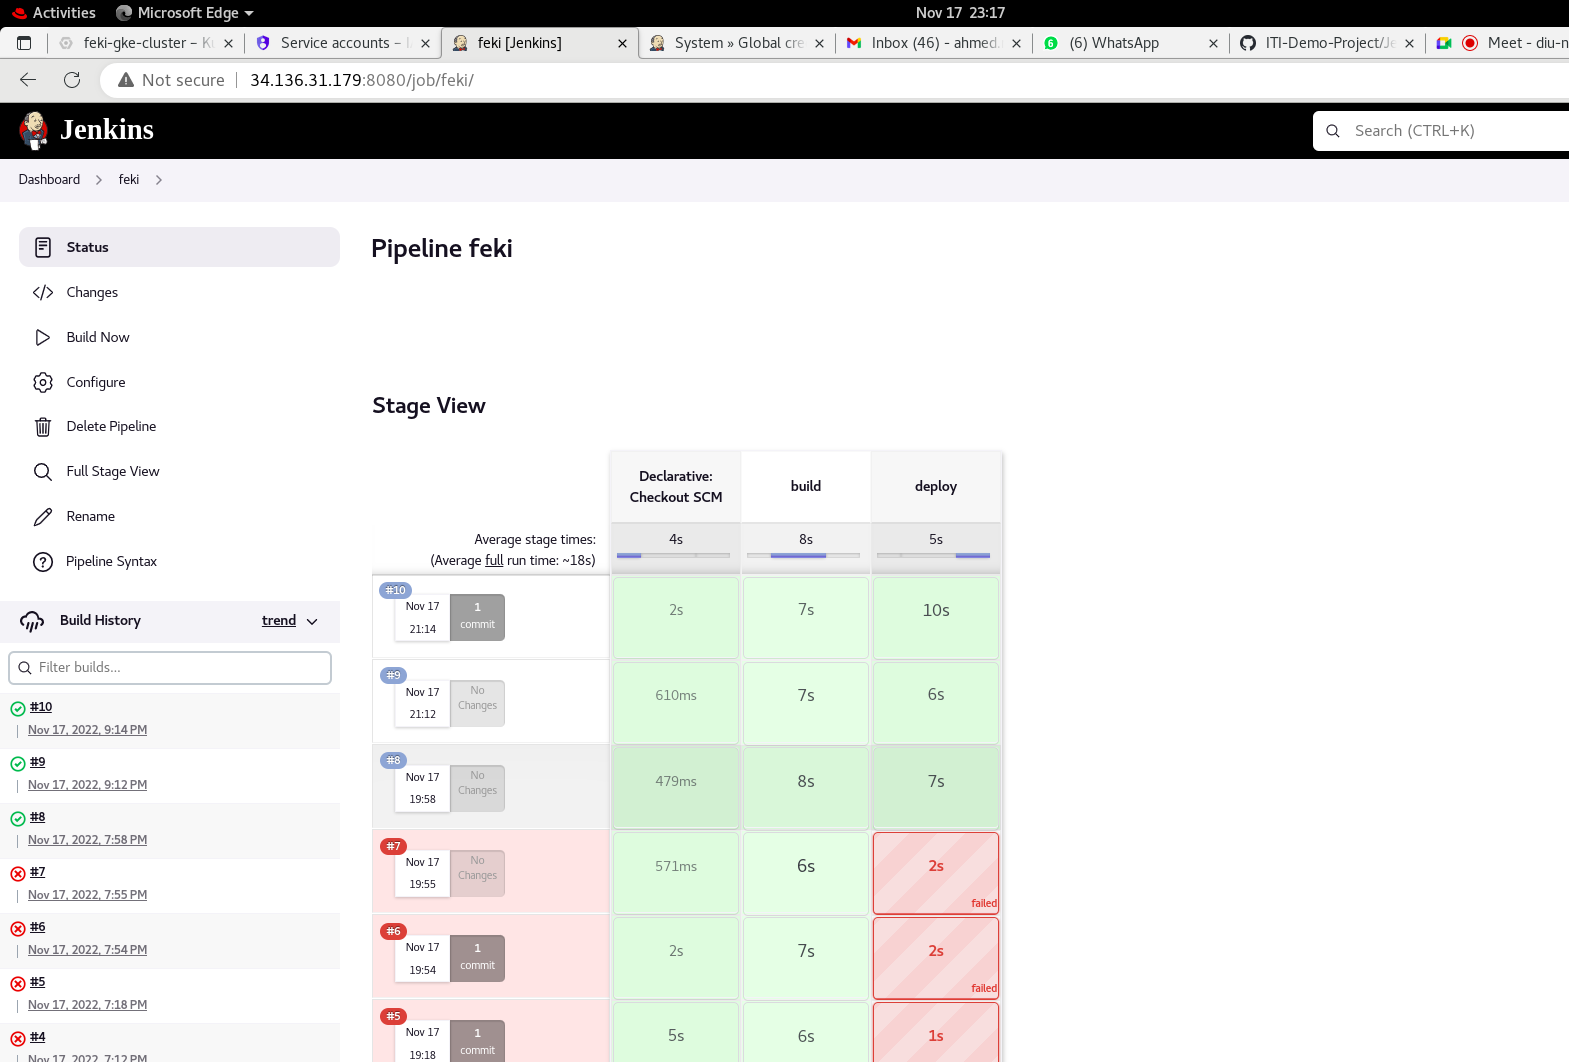 Activities Microsoft Edge Nov 17 23:17
feki-gke-cluster – Ku Service accounts – I feki [Jenkins] System » Global cre Inbox (46) - ahmed. (6) WhatsApp ITI-Demo-Project/Je Meet - diu-n
Not secure 34.136.31.179:8080/job/feki/
Jenkins Search (CTRL+K)
Dashboard feki
Status
Changes
Build Now
Configure
Delete Pipeline
Full Stage View
Rename
Pipeline Syntax
Build History trend
Filter builds...
#10
Nov 17, 2022, 9:14 PM
#9
Nov 17, 2022, 9:12 PM
#8
Nov 17, 2022, 7:58 PM
#7
Nov 17, 2022, 7:55 PM
#6
Nov 17, 2022, 7:54 PM
#5
Nov 17, 2022, 7:18 PM
#4
Nov 17, 2022, 7:12 PM
Pipeline feki
Stage View
Declarative: Checkout SCM build deploy
Average stage times: 4s 8s 5s
(Average full run time: ~18s)
#10
Nov 17 1 2s 7s 10s
21:14 commit
#9
Nov 17 No 610ms 7s 6s
21:12 Changes
#8
Nov 17 No 479ms 8s 7s
19:58 Changes
#7
Nov 17 No 571ms 6s 2s
19:55 Changes failed
#6
Nov 17 1 2s 7s 2s
19:54 commit failed
#5
Nov 17 1 5s 6s 1s
19:18 commit